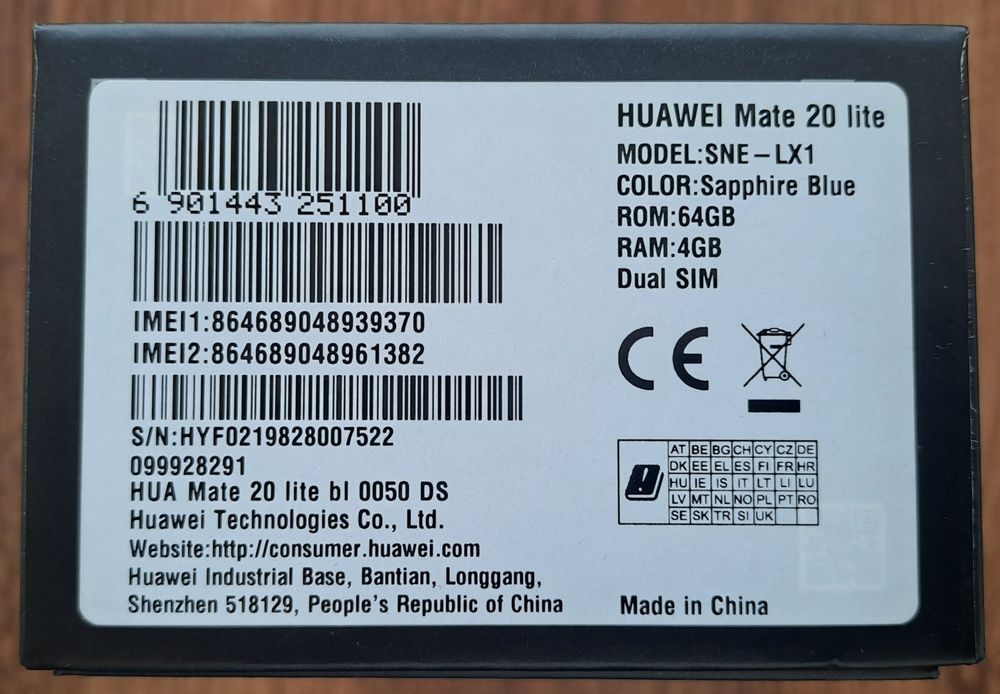 6 901443 251100
IMEI1:864689048939370
IMEI2:864689048961382
S/N:HYF0219828007522
099928291
HUA Mate 20 lite bl 0050 DS
Huawei Technologies Co., Ltd.
Website:http://consumer.huawei.com
Huawei Industrial Base, Bantian, Longgang,
Shenzhen 518129, People's Republic of China
HUAWEI Mate 20 lite
MODEL:SNE-LX1
COLOR:Sapphire Blue
ROM:64GB
RAM:4GB
Dual SIM
CE
AT BE BG CH CY CZ DE
DK EE EL ES FI FR HR
HU IE IS IT LT LI LU
LV MT NL NO PL PT RO
SE SK TR SI UK
Made in China